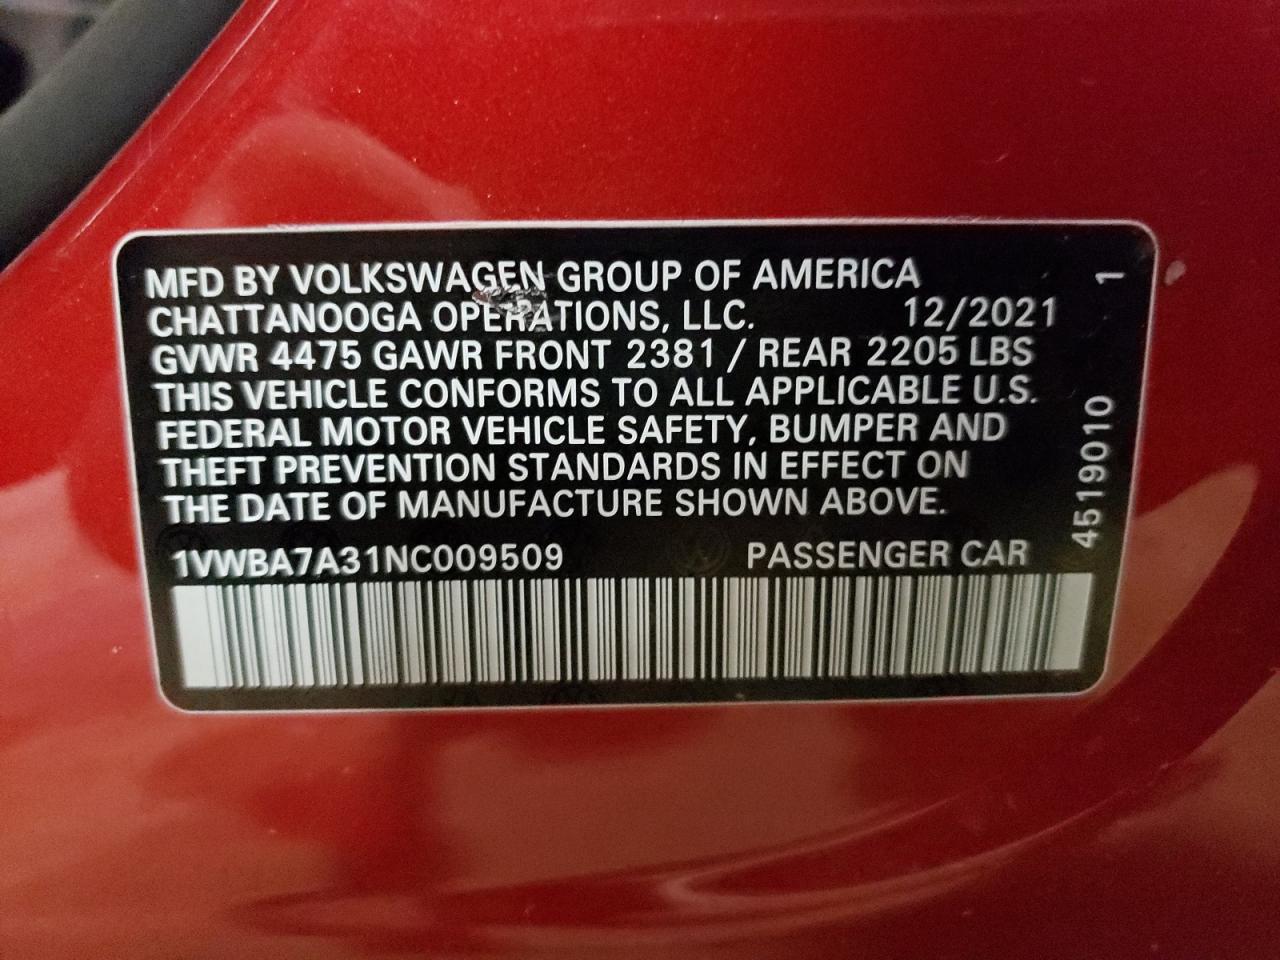 MFD BY VOLKSWAGEN GROUP OF AMERICA
CHATTANOOGA OPERATIONS, LLC. 12/2021
GVWR 4475 GAWR FRONT 2381 / REAR 2205 LBS
THIS VEHICLE CONFORMS TO ALL APPLICABLE U.S.
FEDERAL MOTOR VEHICLE SAFETY, BUMPER AND
THEFT PREVENTION STANDARDS IN EFFECT ON
THE DATE OF MANUFACTURE SHOWN ABOVE.
1VWBA7A31NC009509 PASSENGER CAR
4519010 1